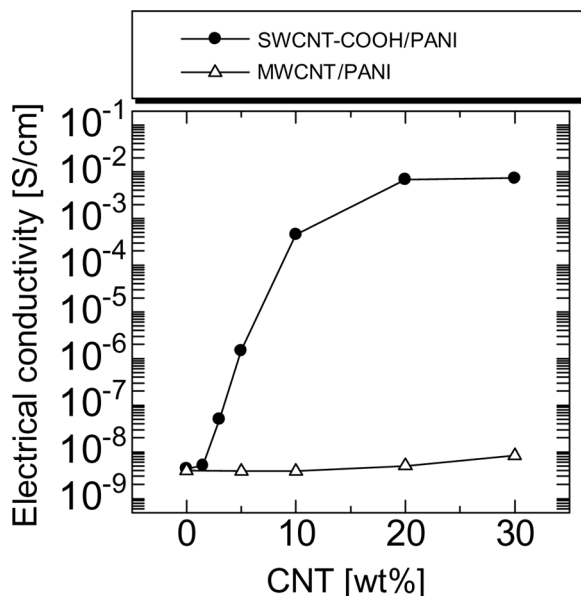 SWCNT-COOH/PANI
MWCNT/PANI
Electrical conductivity [S/cm]
10⁻¹
10⁻²
10⁻³
10⁻⁴
10⁻⁵
10⁻⁶
10⁻⁷
10⁻⁸
10⁻⁹
0 10 20 30
CNT [wt%]